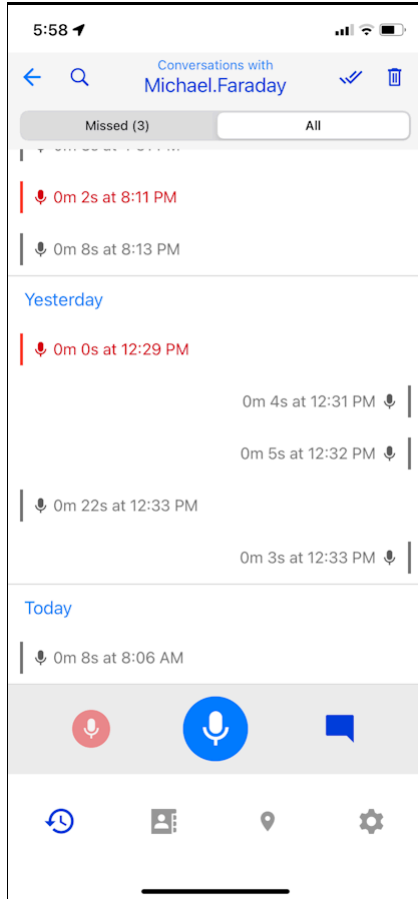 5:58
Conversations with
Michael.Faraday
Missed (3)
All
0m 2s at 8:11 PM
0m 8s at 8:13 PM
Yesterday
0m 0s at 12:29 PM
0m 4s at 12:31 PM
0m 5s at 12:32 PM
0m 22s at 12:33 PM
0m 3s at 12:33 PM
Today
0m 8s at 8:06 AM